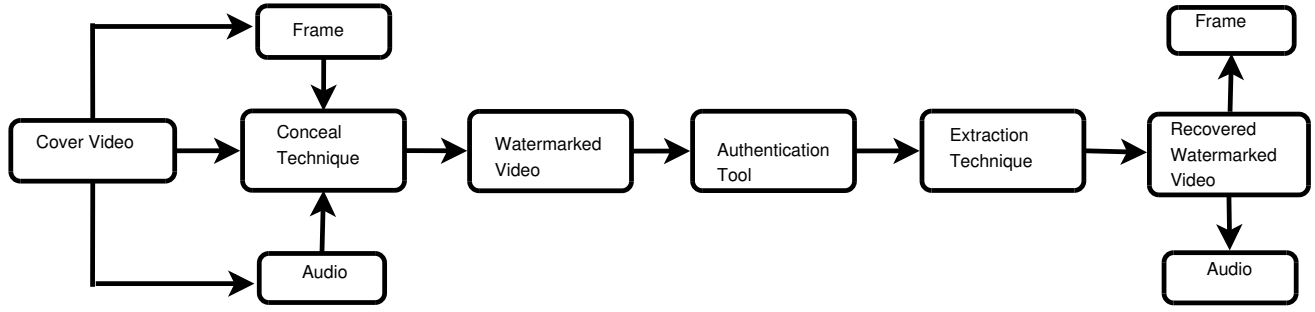 Frame
Cover Video
Conceal
Technique
Audio
Watermarked
Video
Authentication
Tool
Extraction
Technique
Frame
Recovered
Watermarked
Video
Audio